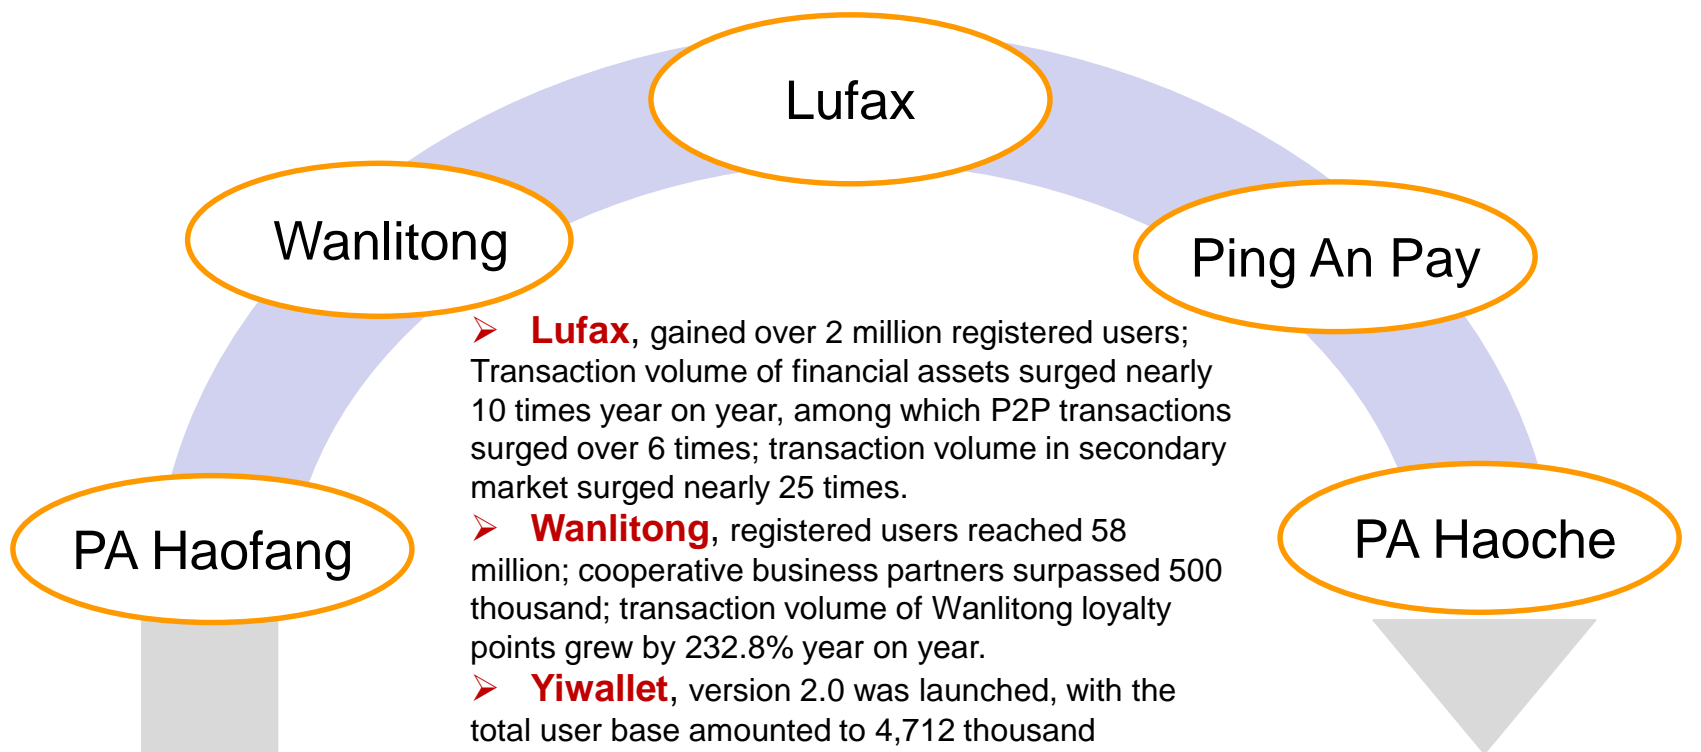 Lufax
Wanlitong
Ping An Pay
PA Haofang
PA Haoche
➢ Lufax, gained over 2 million registered users;
Transaction volume of financial assets surged nearly
10 times year on year, among which P2P transactions
surged over 6 times; transaction volume in secondary
market surged nearly 25 times.
➢ Wanlitong, registered users reached 58
million; cooperative business partners surpassed 500
thousand; transaction volume of Wanlitong loyalty
points grew by 232.8% year on year.
➢ Yiwallet, version 2.0 was launched, with the
total user base amounted to 4,712 thousand